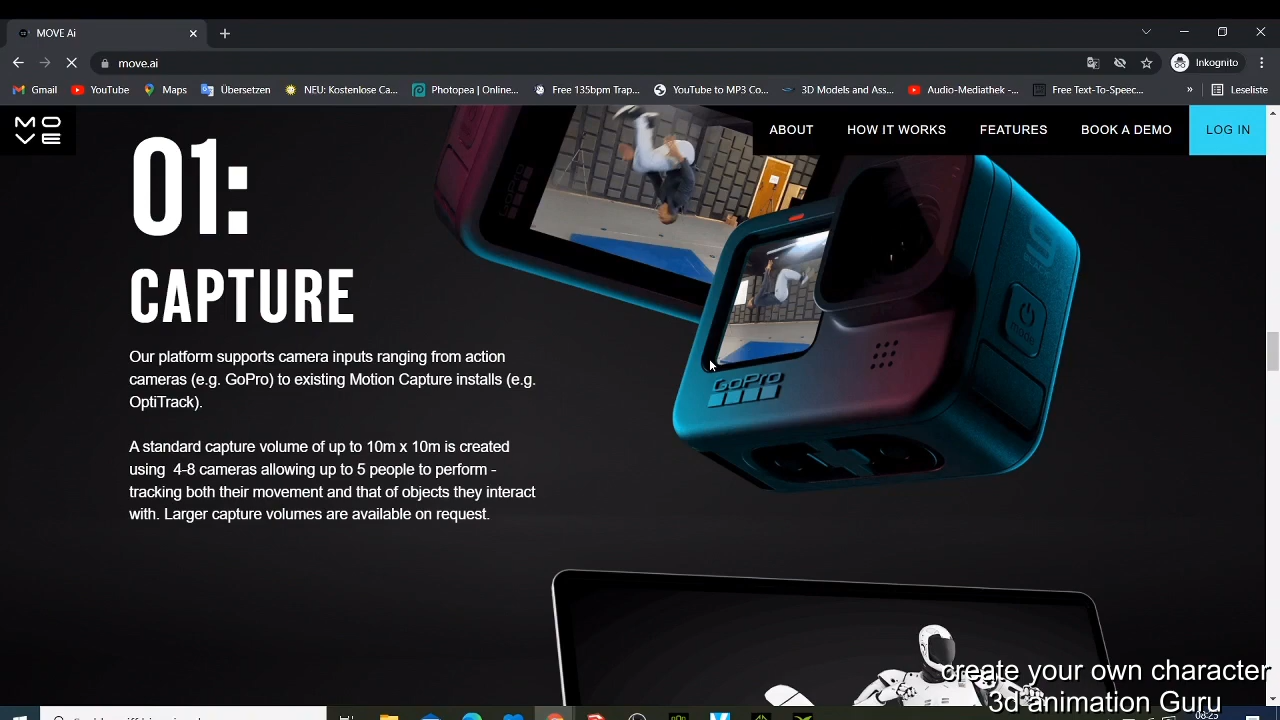 MOVE Ai
move.ai
Inkognito
Gmail
YouTube
Maps
Übersetzen
NEU: Kostenlose Ca...
Photopea | Online...
Free 135bpm Trap...
YouTube to MP3 Co...
3D Models and Ass...
Audio-Mediathek -...
Free Text-To-Speec...
»
Leseliste
MOVE
ABOUT
HOW IT WORKS
FEATURES
BOOK A DEMO
LOG IN
01:
CAPTURE
Our platform supports camera inputs ranging from action
cameras (e.g. GoPro) to existing Motion Capture installs (e.g.
OptiTrack).
A standard capture volume of up to 10m x 10m is created
using 4-8 cameras allowing up to 5 people to perform -
tracking both their movement and that of objects they interact
with. Larger capture volumes are available on request.
GoPro
9
create your own character
3d animation Guru
08:25